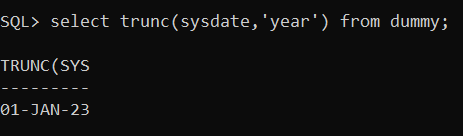 SQL> select trunc(sysdate,'year') from dummy;
TRUNC(SYS
---------
01-JAN-23